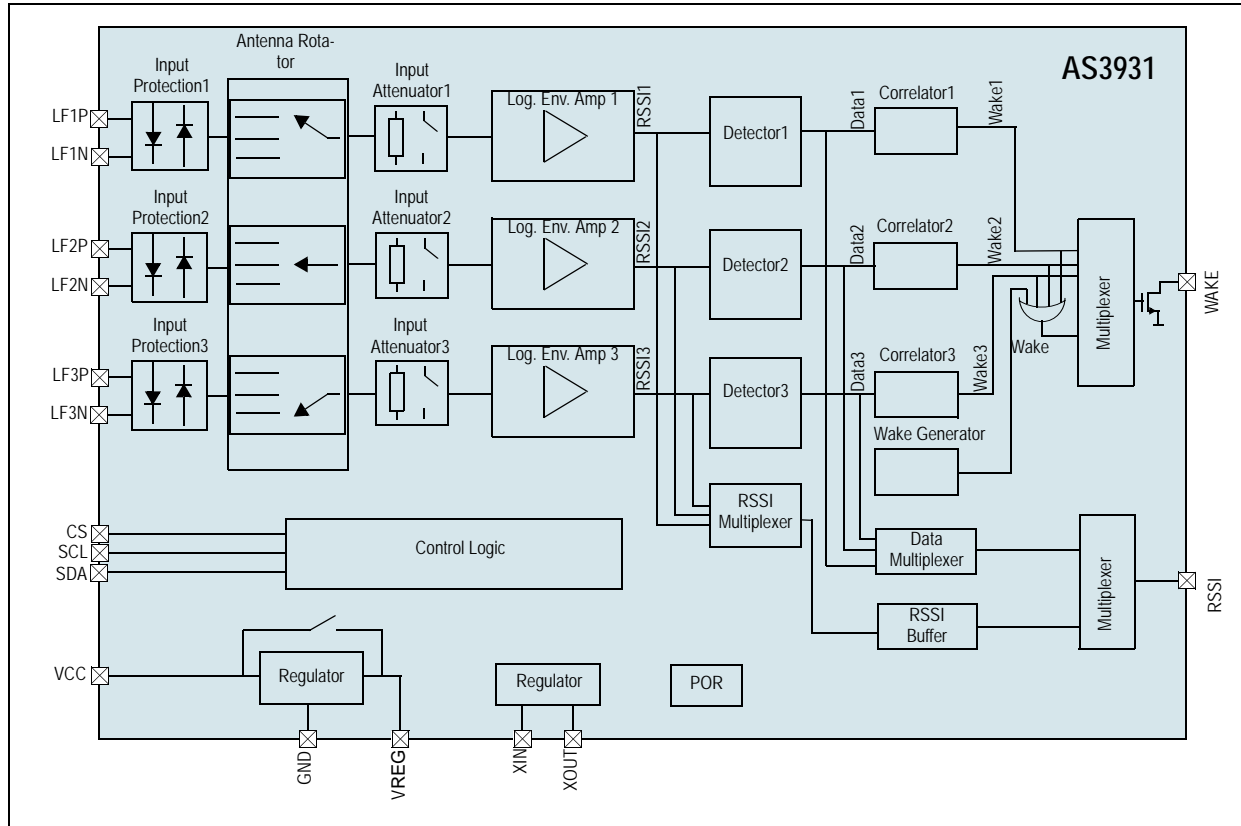 AS3931
Antenna Rota-
tor
Input
Protection1
Input
Attenuator1
Log. Env. Amp 1
RSSI1
Detector1
Data1
Correlator1
Wake1
LF1P
LF1N
Input
Protection2
Input
Attenuator2
Log. Env. Amp 2
RSSI2
Detector2
Data2
Correlator2
Wake2
LF2P
LF2N
Multiplexer
WAKE
Input
Protection3
Input
Attenuator3
Log. Env. Amp 3
RSSI3
Detector3
Data3
Correlator3
Wake3
Wake
LF3P
LF3N
Wake Generator
RSSI
Multiplexer
CS
SCL
SDA
Control Logic
Data
Multiplexer
Multiplexer
RSSI
RSSI
Buffer
VCC
Regulator
Regulator
POR
GND
VREG
XIN
XOUT